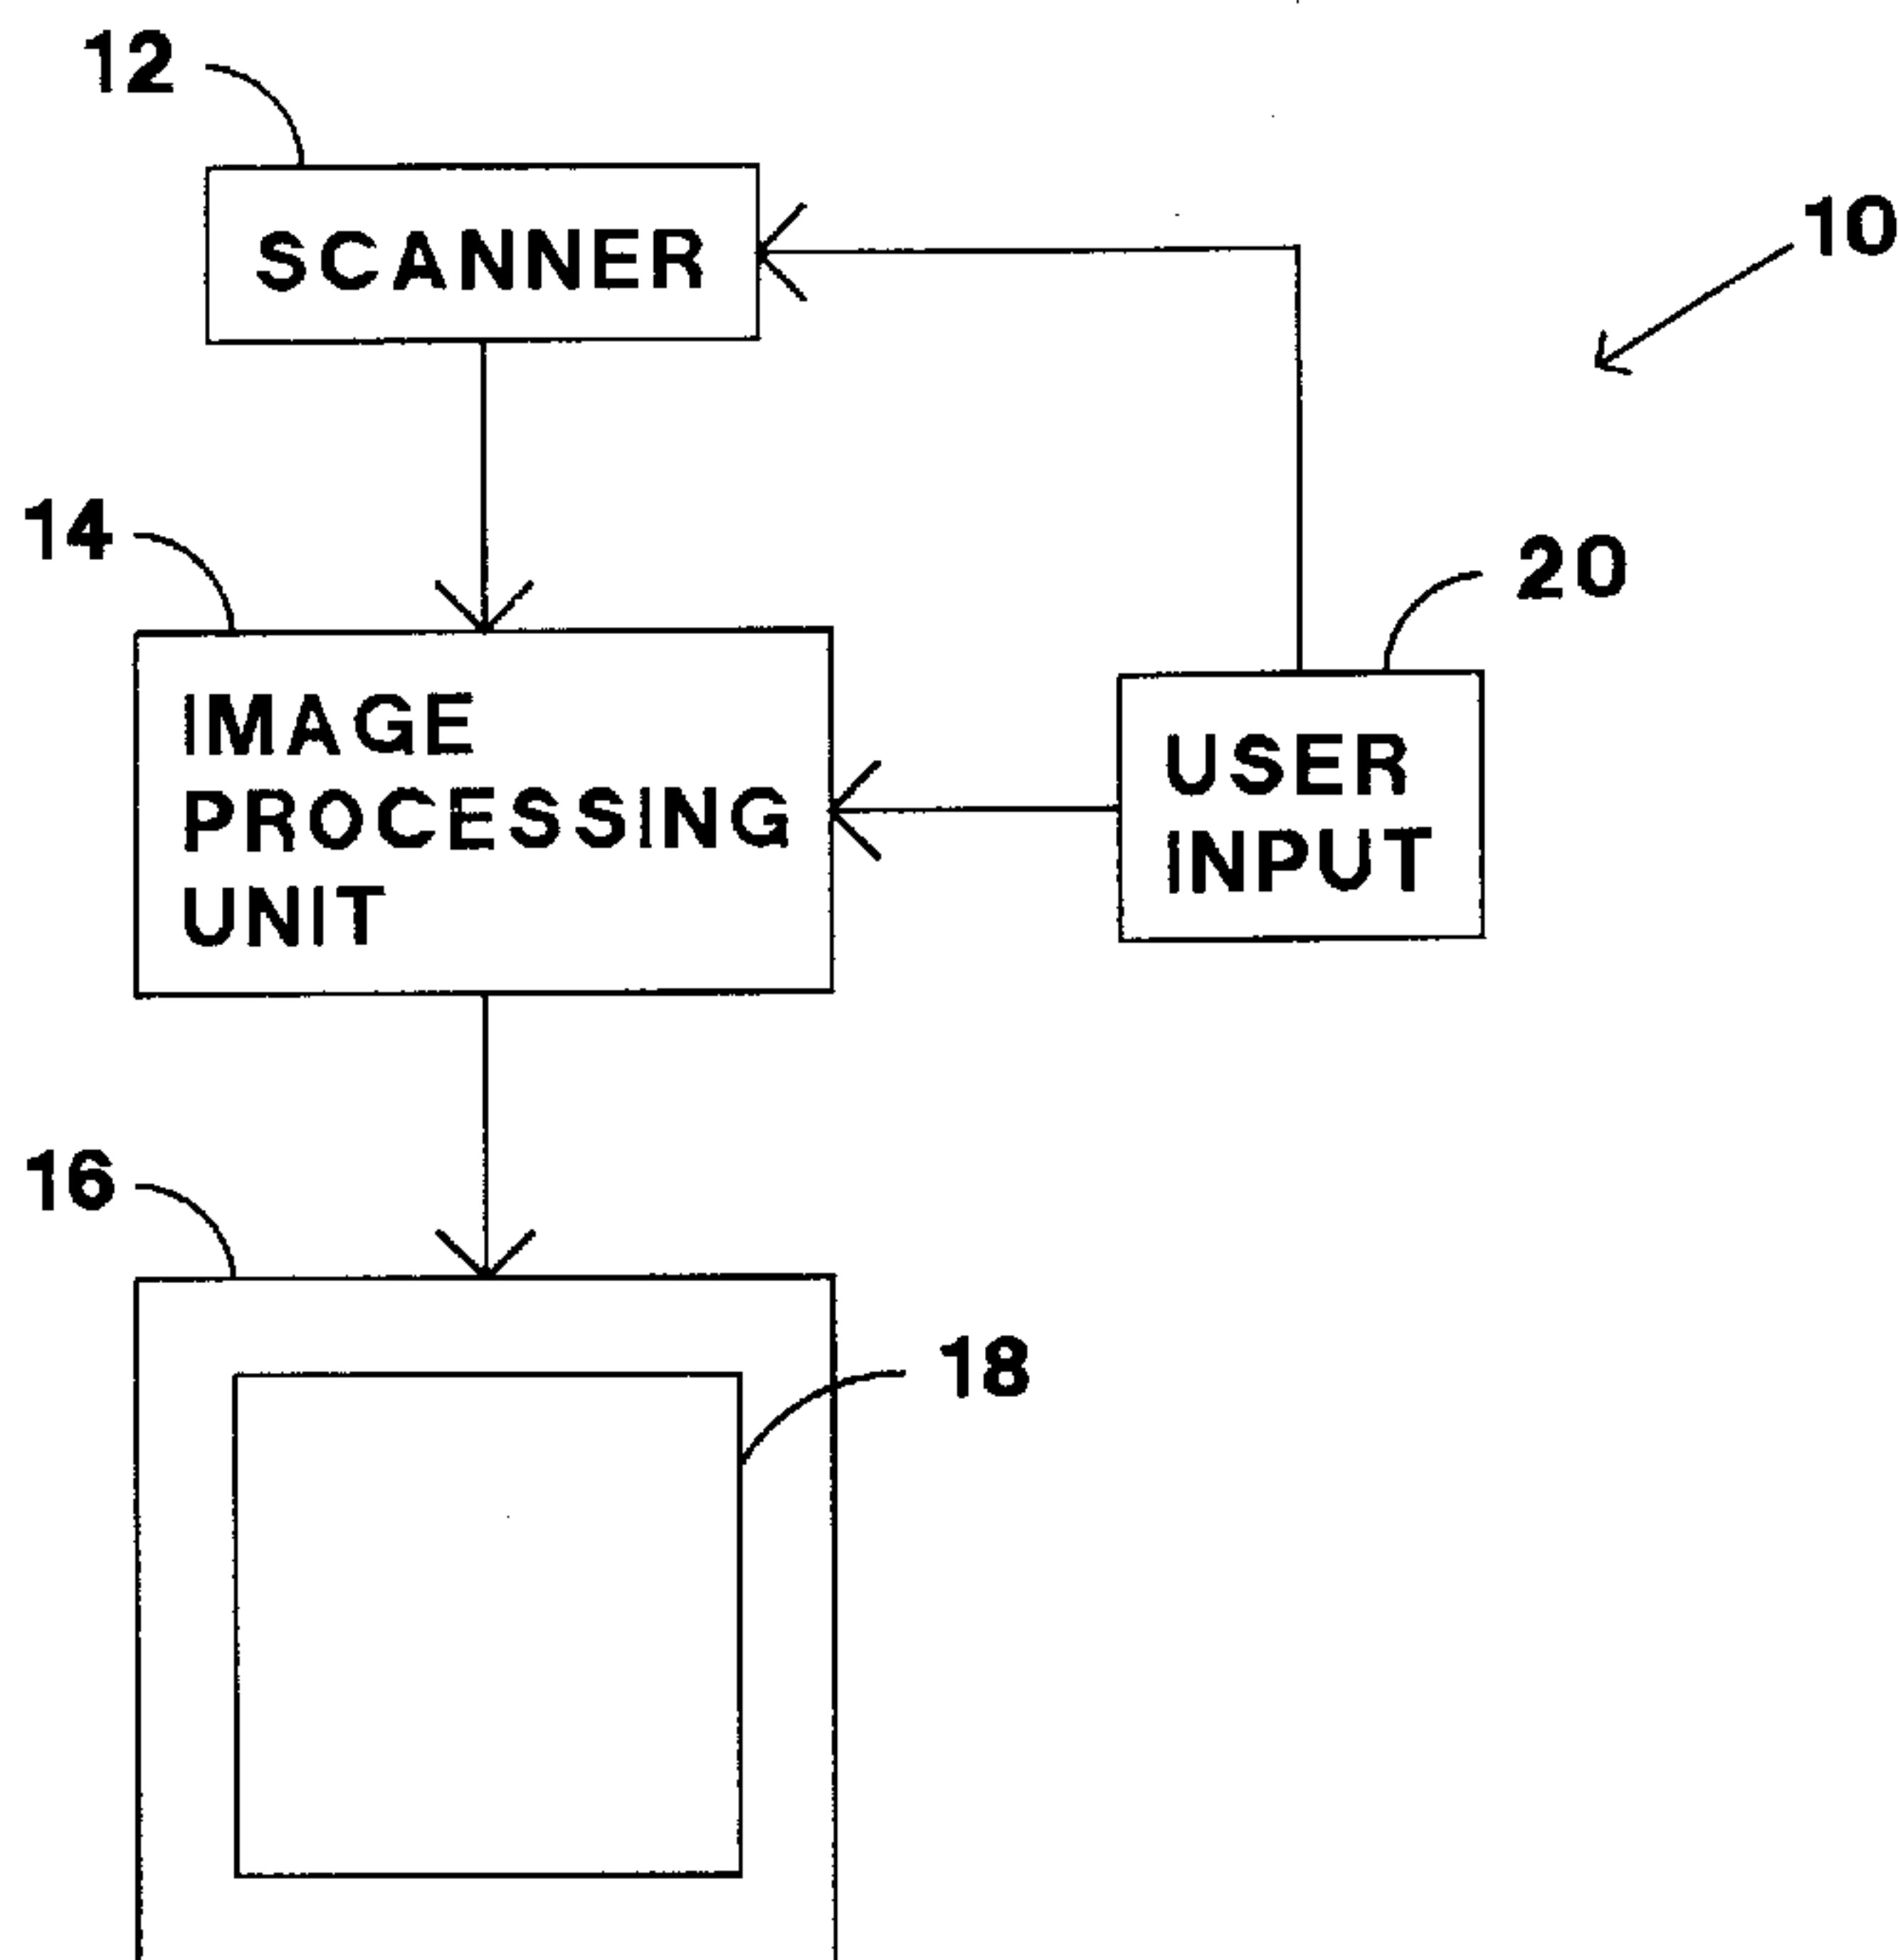 12
SCANNER
10
14
20
IMAGE
PROCESSING
UNIT
USER
INPUT
16
18